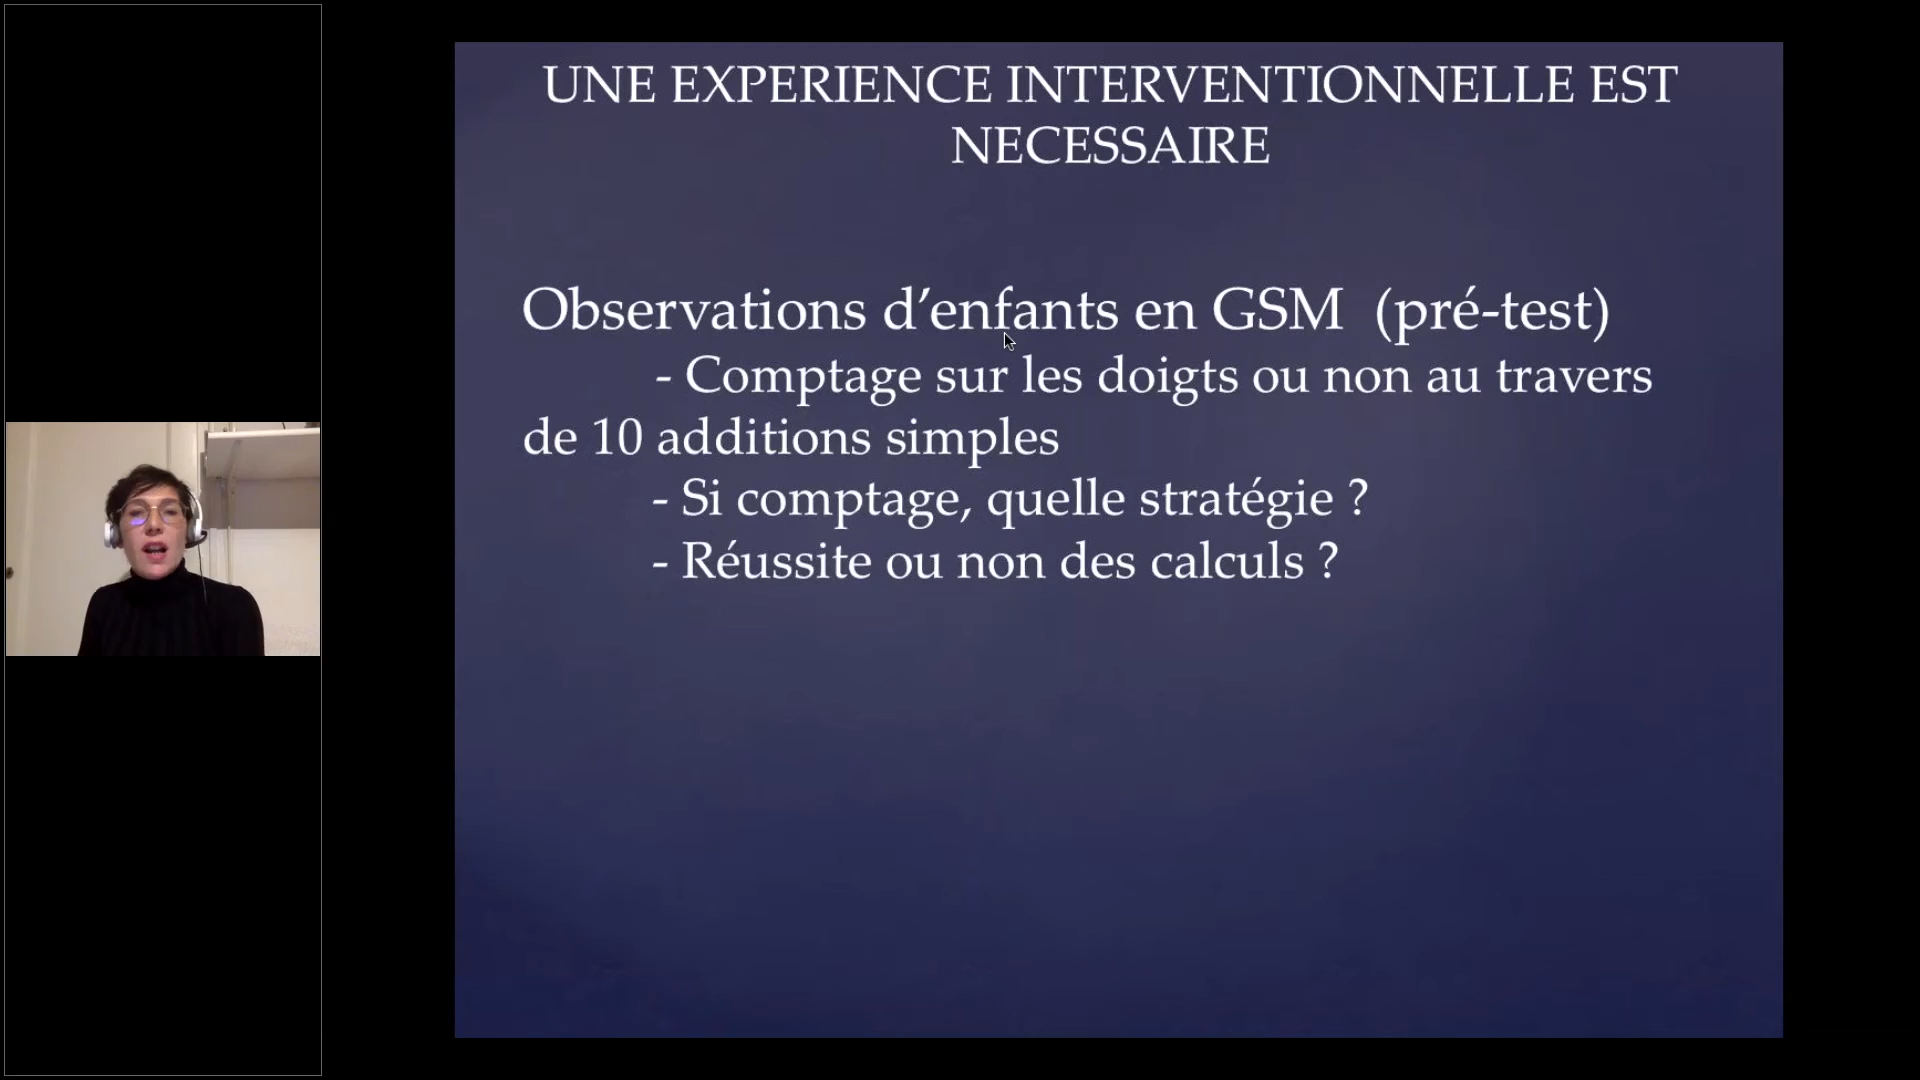 UNE EXPERIENCE INTERVENTIONNELLE EST
NECESSAIRE
Observations d’enfants en GSM (pré-test)
- Comptage sur les doigts ou non au travers
de 10 additions simples
- Si comptage, quelle stratégie ?
- Réussite ou non des calculs ?